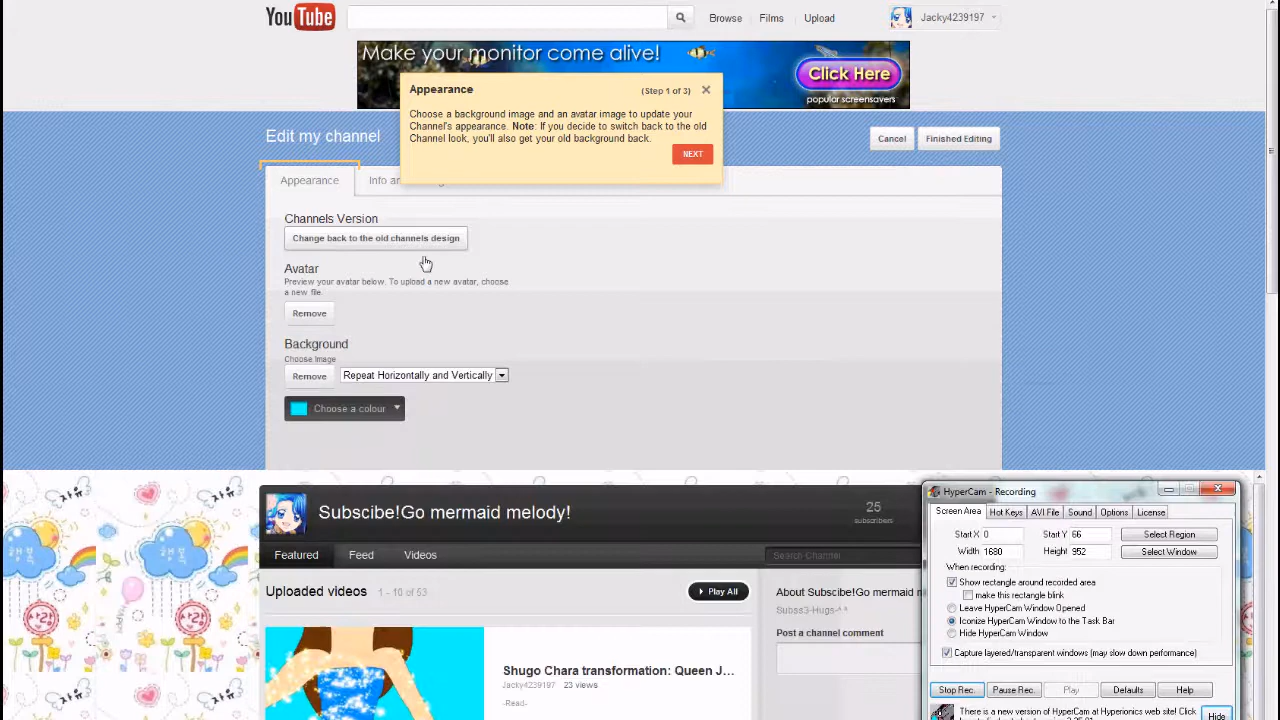 YouTube
Browse Films Upload
Jacky4239197
Make your monitor come alive!
Click Here
popular screensavers
Appearance
(Step 1 of 3)
Choose a background image and an avatar image to update your
Channel's appearance. Note: If you decide to switch back to the old
Channel look, you'll also get your old background back.
NEXT
Edit my channel
Cancel Finished Editing
Appearance
Info an
Channels Version
Change back to the old channels design
Avatar
Preview your avatar below. To upload a new avatar, choose
a new file.
Remove
Background
Choose Image
Remove Repeat Horizontally and Vertically
Choose a colour
Subscibe!Go mermaid melody!
25
subscribers
Featured Feed Videos
Search Channel
Uploaded videos 1 - 10 of 53
Play All
About Subscibe!Go mermaid m
Subss3-Hugs-^^
Post a channel comment
Shugo Chara transformation: Queen J...
Jacky4239197 23 views
-Read-
HyperCam - Recording
Screen Area Hot Keys AVI File Sound Options License
Start X 0 Start Y 66 Select Region
Width 1680 Height 952 Select Window
When recording:
Show rectangle around recorded area
make this rectangle blink
Leave HyperCam Window Opened
Iconize HyperCam Window to the Task Bar
Hide HyperCam Window
Capture layered/transparent windows (may slow down performance)
Stop Rec. Pause Rec. Play Defaults Help
There is a new version of HyperCam at Hyperionics web site! Click
Hide